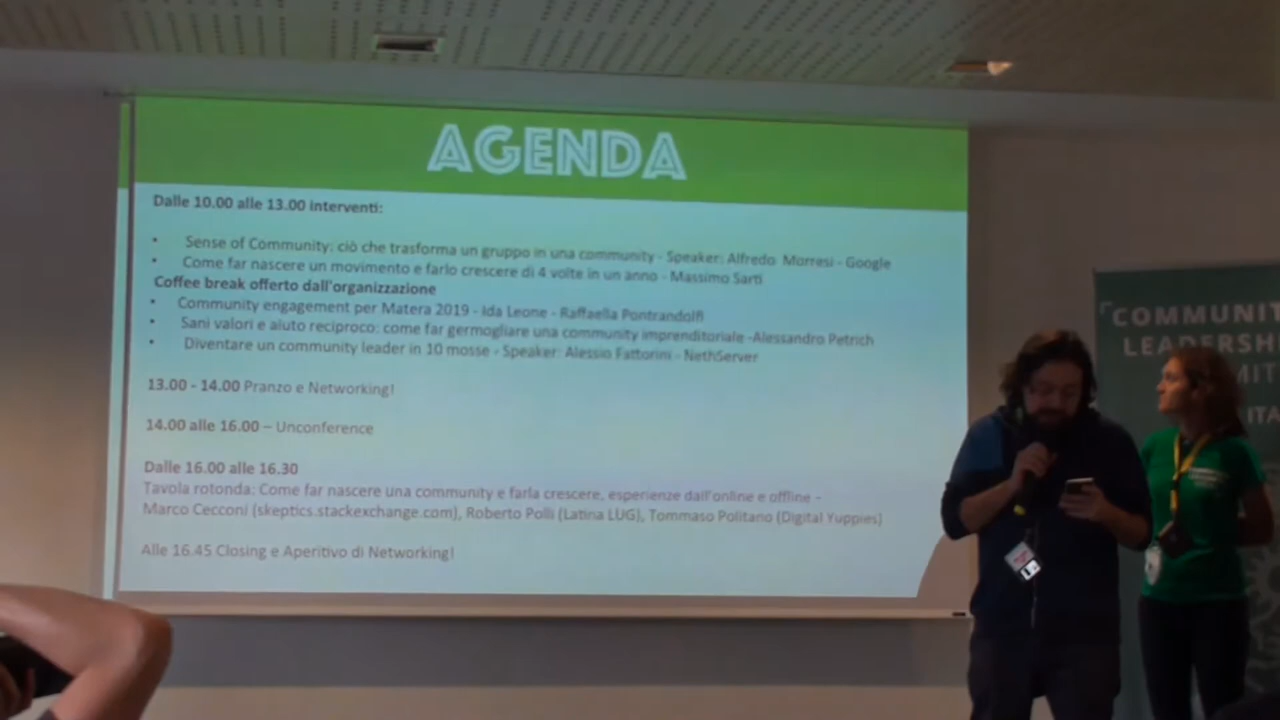 AGENDA
Dalle 10.00 alle 13.00 interventi:
• Sense of Community: ciò che trasforma un gruppo in una community - Speaker: Alfredo Morresi - Google
• Come far nascere un movimento e farlo crescere di 4 volte in un anno - Massimo Sarti
Coffee break offerto dall'organizzazione
• Community engagement per Matera 2019 - Ida Leone - Raffaella Pontrandolfi
• Sani valori e aiuto reciproco: come far germogliare una community imprenditoriale -Alessandro Petrich
• Diventare un community leader in 10 mosse - Speaker: Alessio Fattorini - NethServer
13.00 - 14.00 Pranzo e Networking!
14.00 alle 16.00 – Unconference
Dalle 16.00 alle 16.30
Tavola rotonda: Come far nascere una community e farla crescere, esperienze dall'online e offline –
Marco Cecconi (skeptics.stackexchange.com), Roberto Polli (Latina LUG), Tommaso Politano (Digital Yuppies)
Alle 16.45 Closing e Aperitivo di Networking!
COMMUNIT
LEADERSHI
MIT
ITA